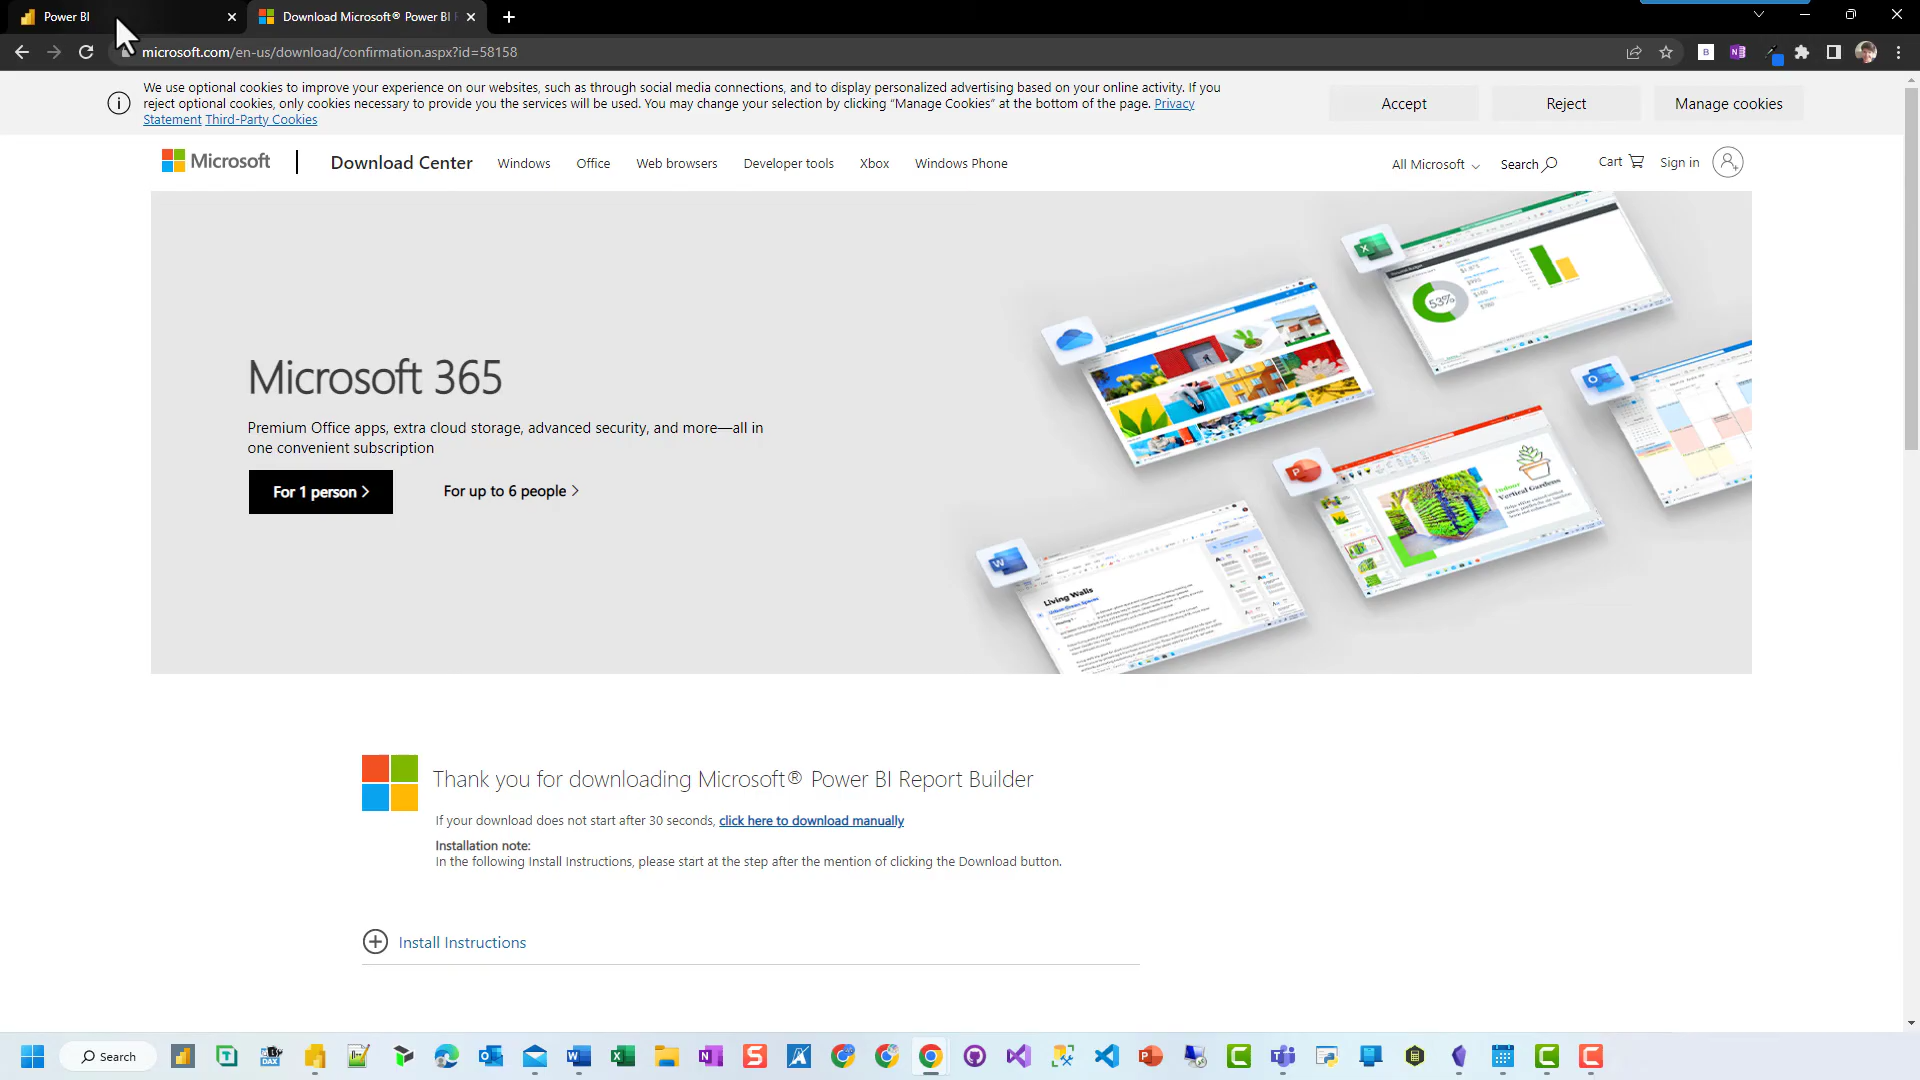 Power BI
Download Microsoft® Power BI
microsoft.com/en-us/download/confirmation.aspx?id=58158
We use optional cookies to improve your experience on our websites, such as through social media connections, and to display personalized advertising based on your online activity. If you
reject optional cookies, only cookies necessary to provide you the services will be used. You may change your selection by clicking “Manage Cookies” at the bottom of the page. Privacy
Statement Third-Party Cookies
Accept
Reject
Manage cookies
Microsoft
Download Center
Windows
Office
Web browsers
Developer tools
Xbox
Windows Phone
All Microsoft
Search
Cart
Sign in
Microsoft 365
Premium Office apps, extra cloud storage, advanced security, and more—all in
one convenient subscription
For 1 person
For up to 6 people
53%
Indoor
Vertical Gardens
Living Walls
Thank you for downloading Microsoft® Power BI Report Builder
If your download does not start after 30 seconds, click here to download manually
Installation note:
In the following Install Instructions, please start at the step after the mention of clicking the Download button.
Install Instructions
Search